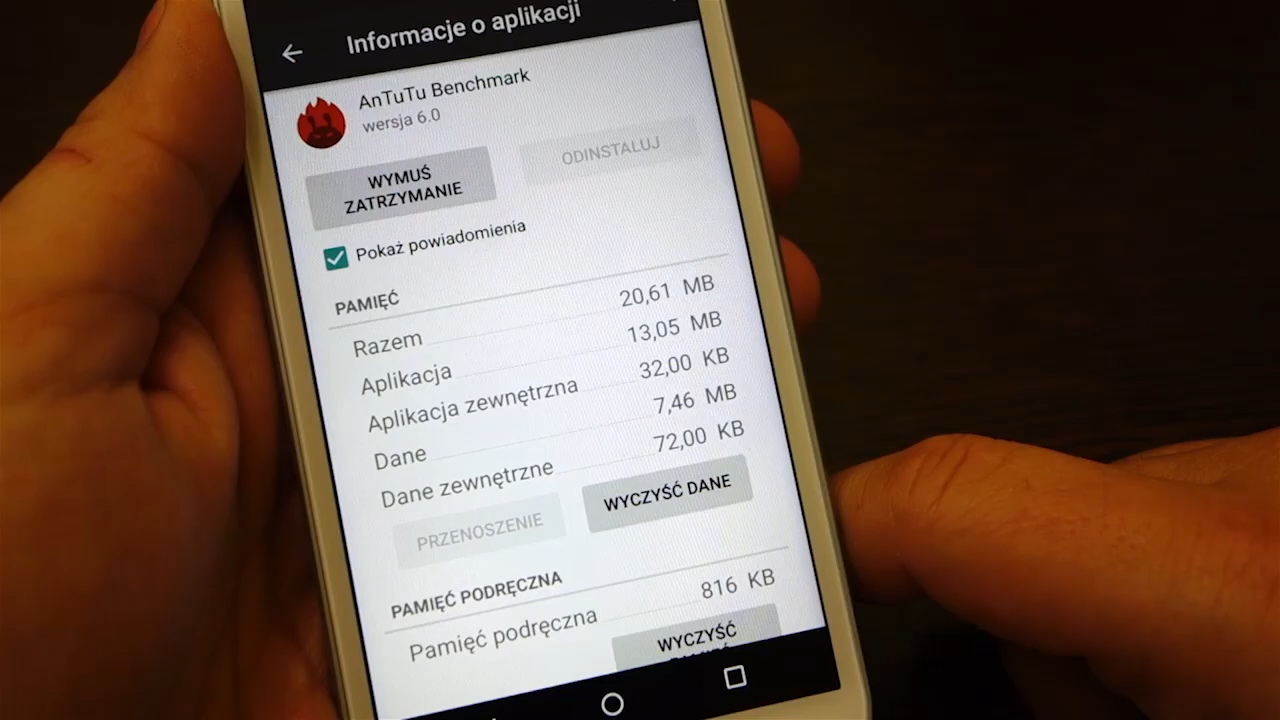 Informacje o aplikacji
AnTuTu Benchmark
wersja 6.0
WYMUŚ
ZATRZYMANIE
ODINSTALUJ
Pokaż powiadomienia
PAMIĘĆ
Razem 20,61 MB
Aplikacja 13,05 MB
Aplikacja zewnętrzna 32,00 KB
Dane 7,46 MB
Dane zewnętrzne 72,00 KB
PRZENOSZENIE
WYCZYŚĆ DANE
PAMIĘĆ PODRĘCZNA
Pamięć podręczna 816 KB
WYCZYŚĆ